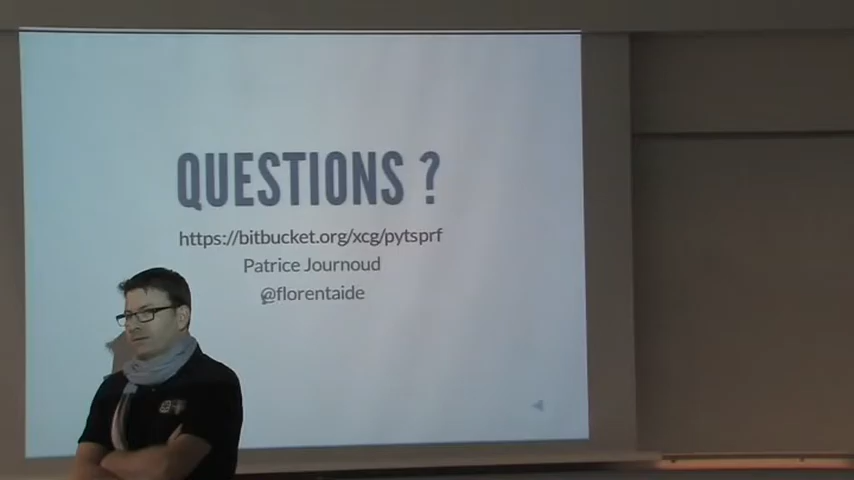 QUESTIONS ?
https://bitbucket.org/xcg/pytsprf
Patrice Journoud
@florentaide